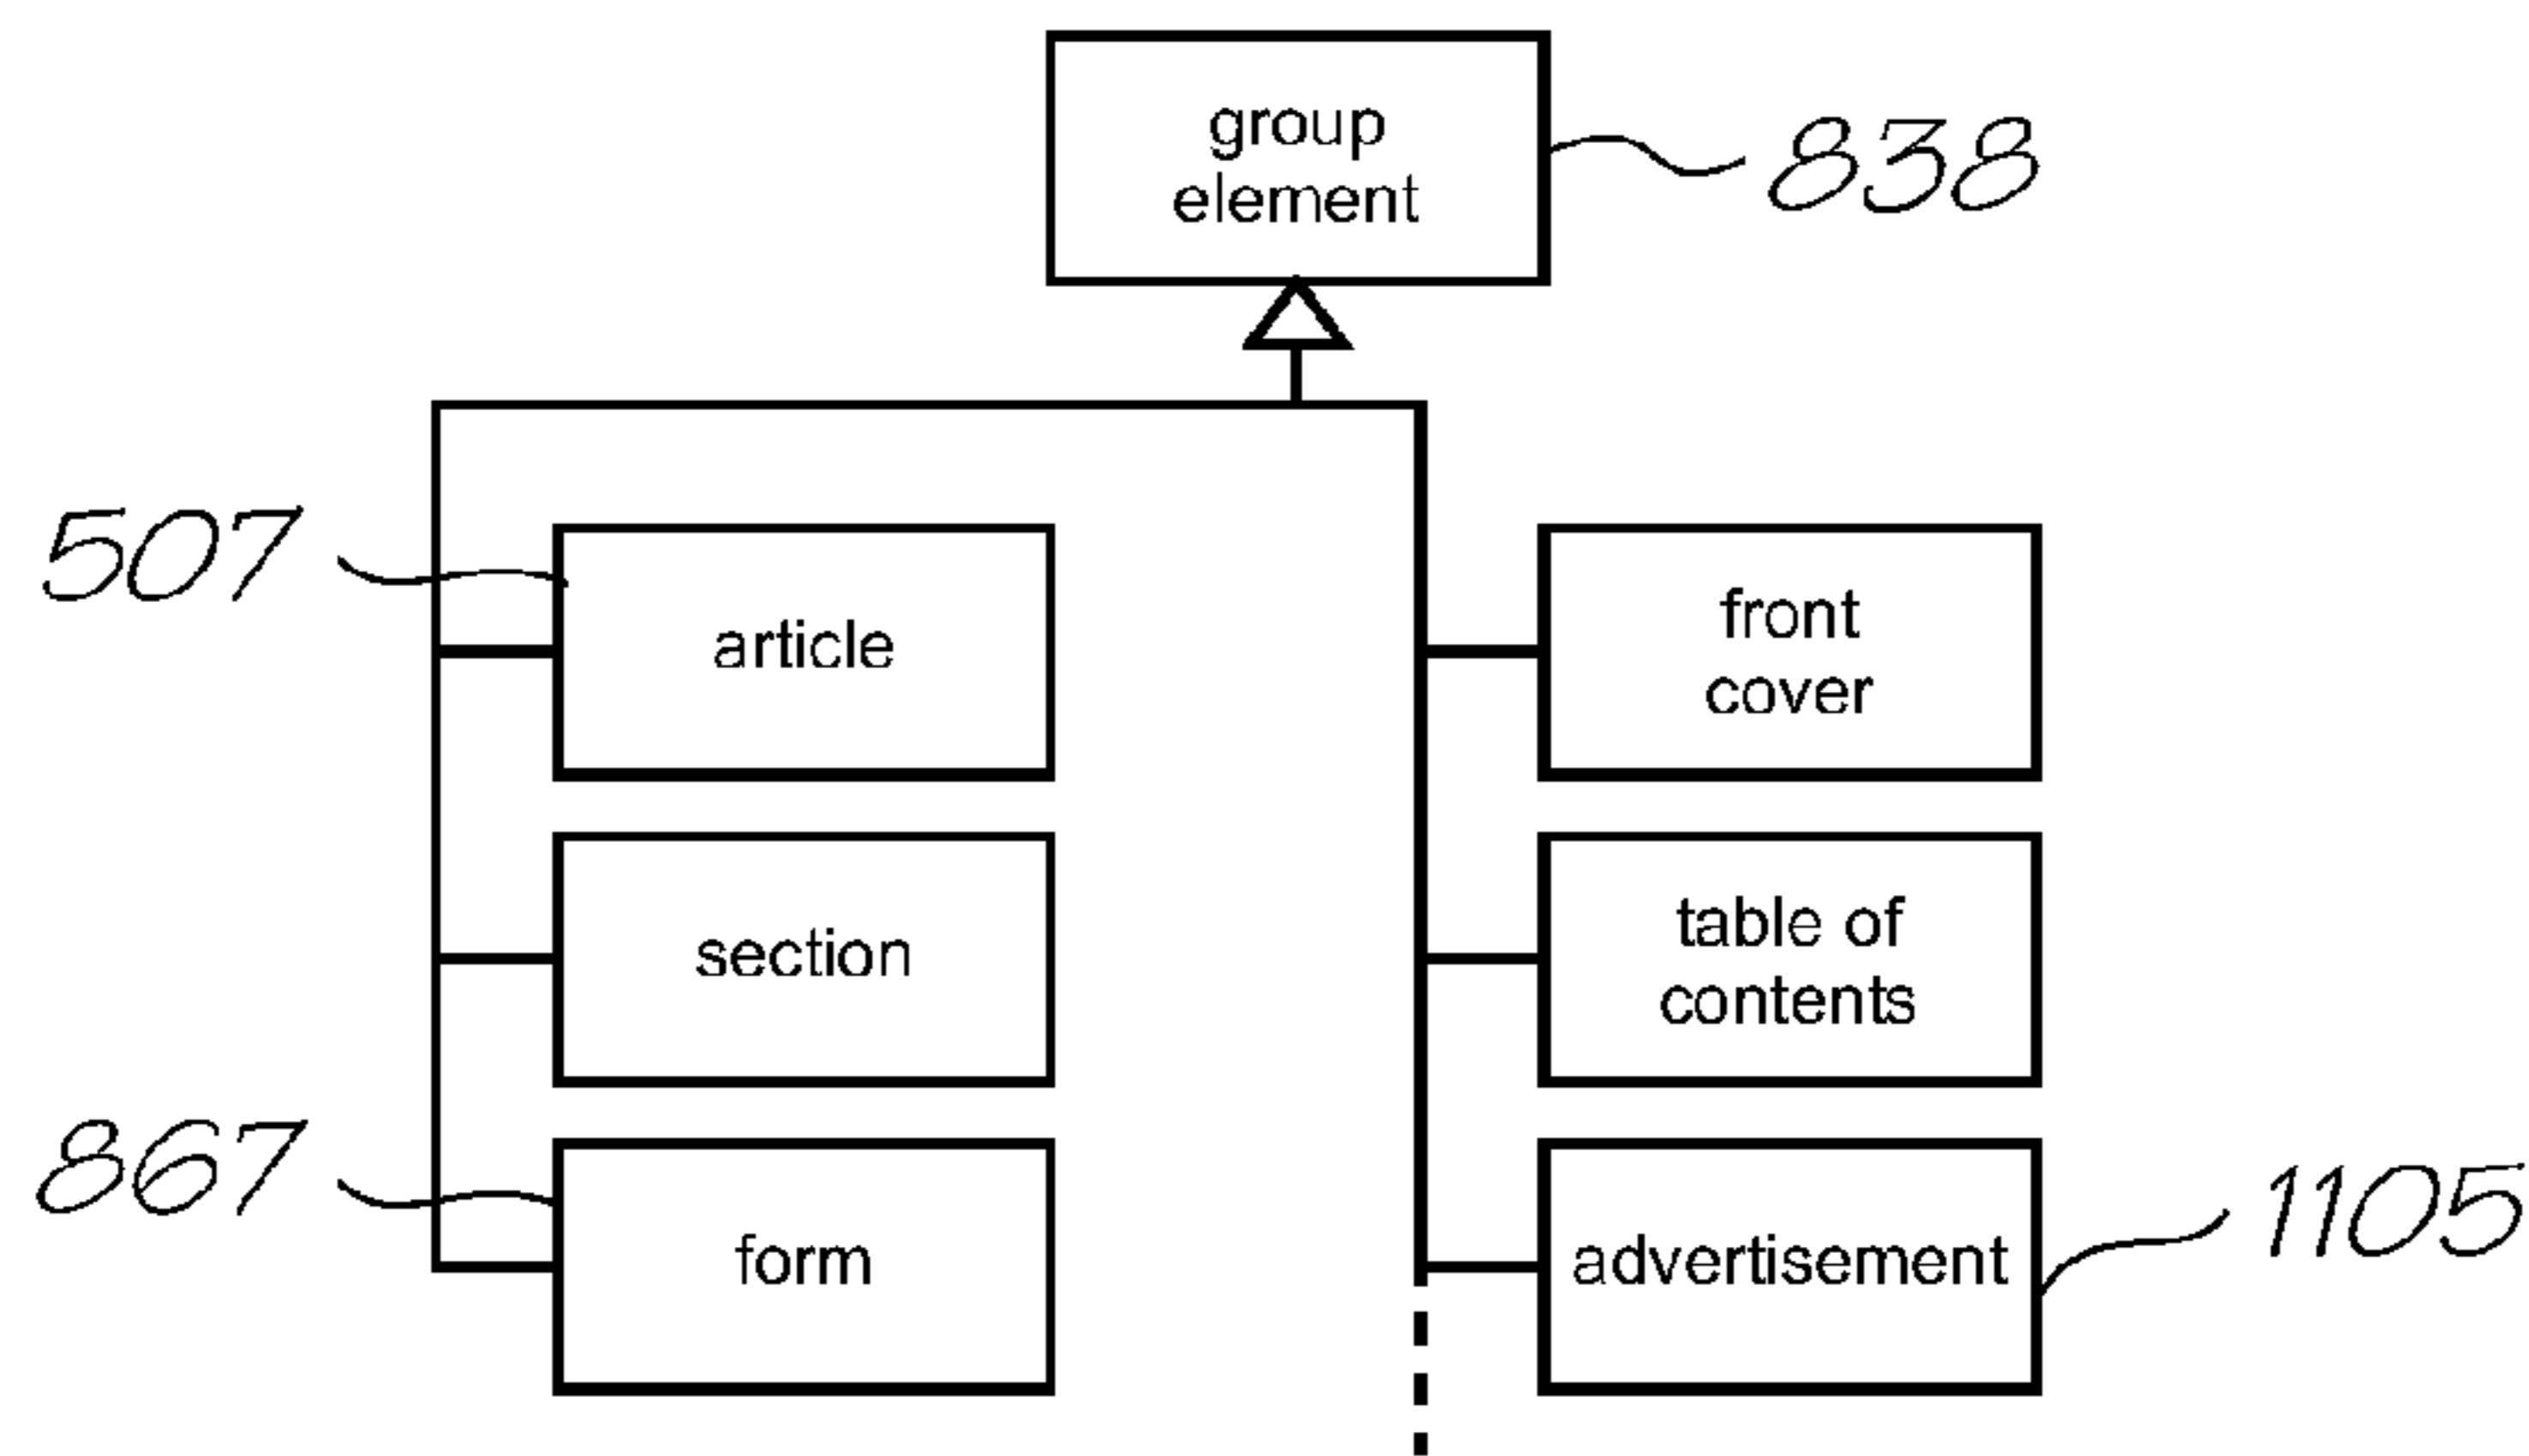 group
element
838
507
article
front
cover
section
table of
contents
867
form
advertisement
1105